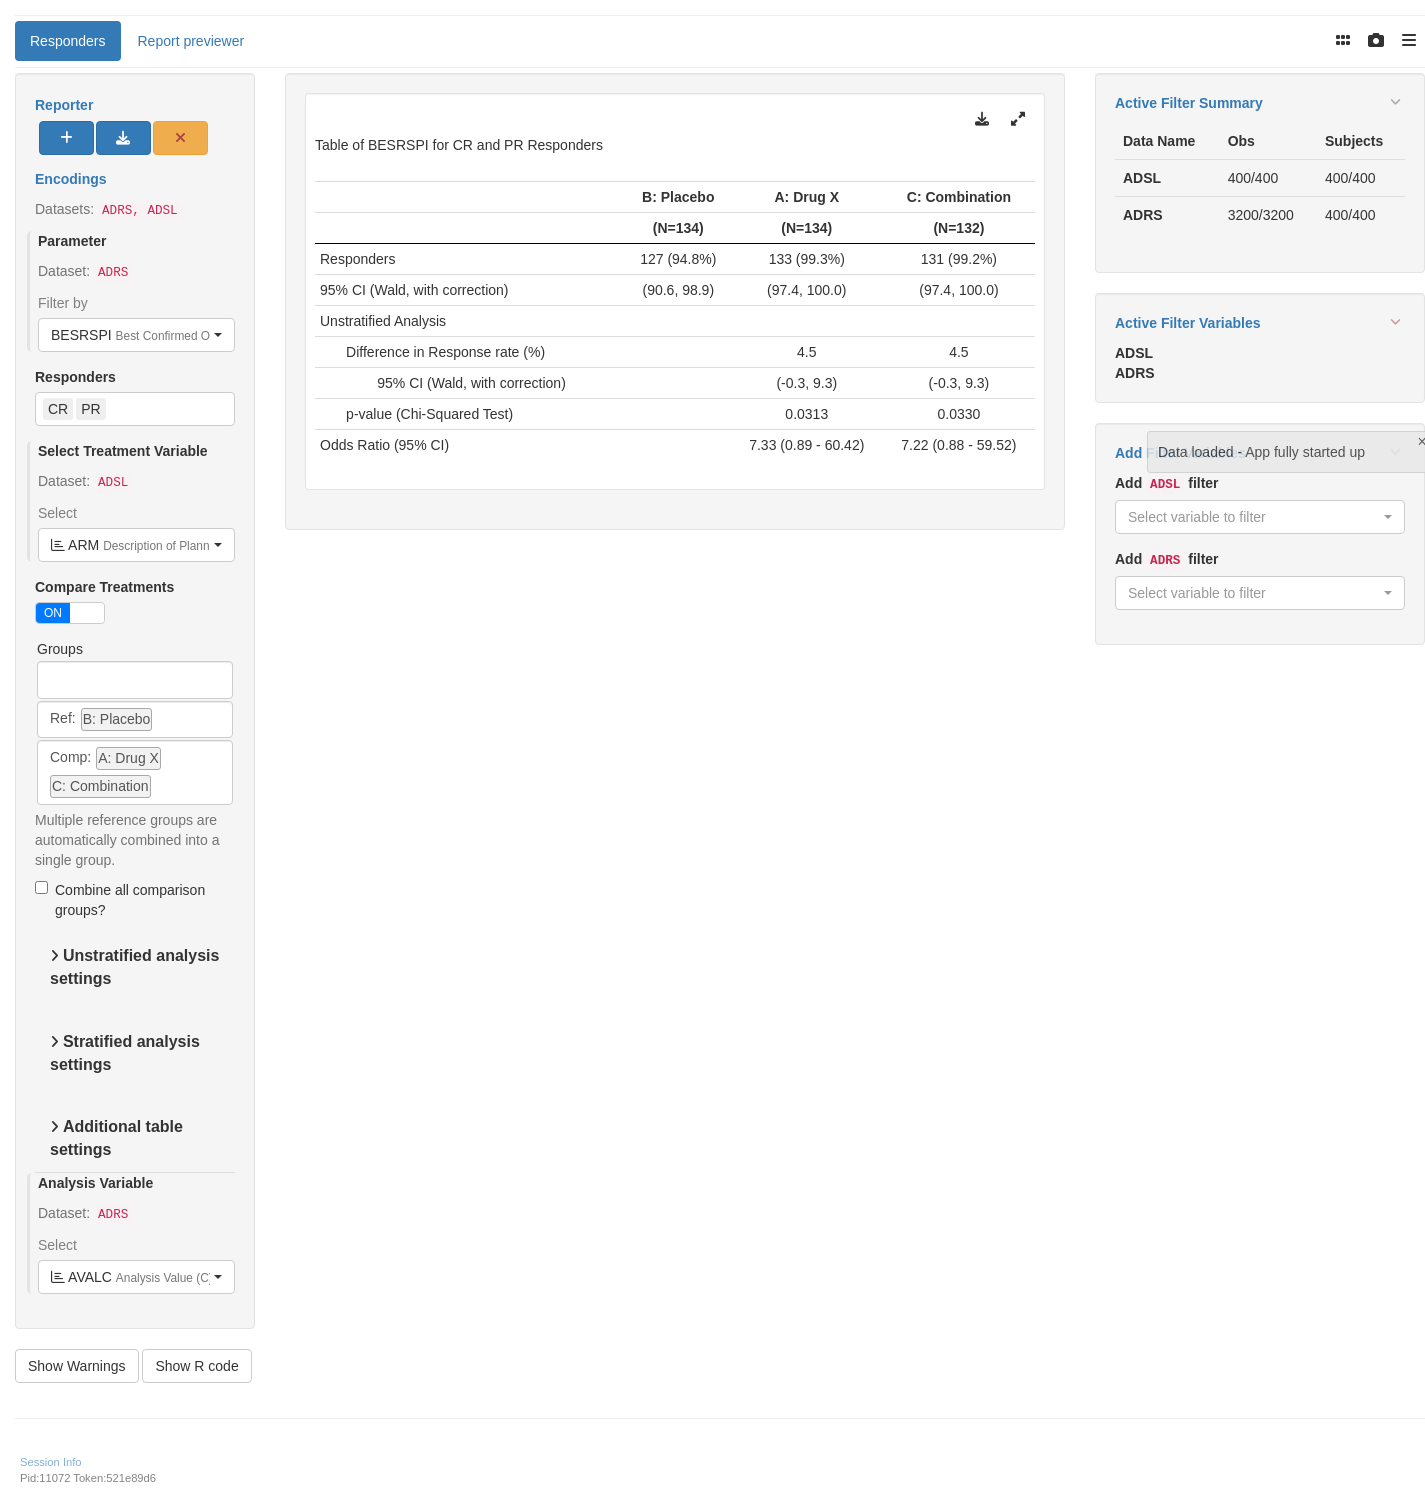 Responders
Report previewer
Reporter
Encodings
Datasets: ADRS, ADSL
Parameter
Dataset: ADRS
Filter by
BESRSPI Best Confirmed O
Responders
CR PR
Select Treatment Variable
Dataset: ADSL
Select
ARM Description of Plann
Compare Treatments
ON
Groups
Ref: B: Placebo
Comp: A: Drug X
C: Combination
Multiple reference groups are
automatically combined into a
single group.
Combine all comparison
groups?
Unstratified analysis
settings
Stratified analysis
settings
Additional table
settings
Analysis Variable
Dataset: ADRS
Select
AVALC Analysis Value (C)
Show Warnings
Show R code
Table of BESRSPI for CR and PR Responders
B: Placebo A: Drug X C: Combination
(N=134) (N=134) (N=132)
Responders 127 (94.8%) 133 (99.3%) 131 (99.2%)
95% CI (Wald, with correction) (90.6, 98.9) (97.4, 100.0) (97.4, 100.0)
Unstratified Analysis
Difference in Response rate (%) 4.5 4.5
95% CI (Wald, with correction) (-0.3, 9.3) (-0.3, 9.3)
p-value (Chi-Squared Test) 0.0313 0.0330
Odds Ratio (95% CI) 7.33 (0.89 - 60.42) 7.22 (0.88 - 59.52)
Active Filter Summary
Data Name Obs Subjects
ADSL 400/400 400/400
ADRS 3200/3200 400/400
Active Filter Variables
ADSL
ADRS
Add
Data loaded - App fully started up
×
Add ADSL filter
Select variable to filter
Add ADRS filter
Select variable to filter
Session Info
Pid:11072 Token:521e89d6